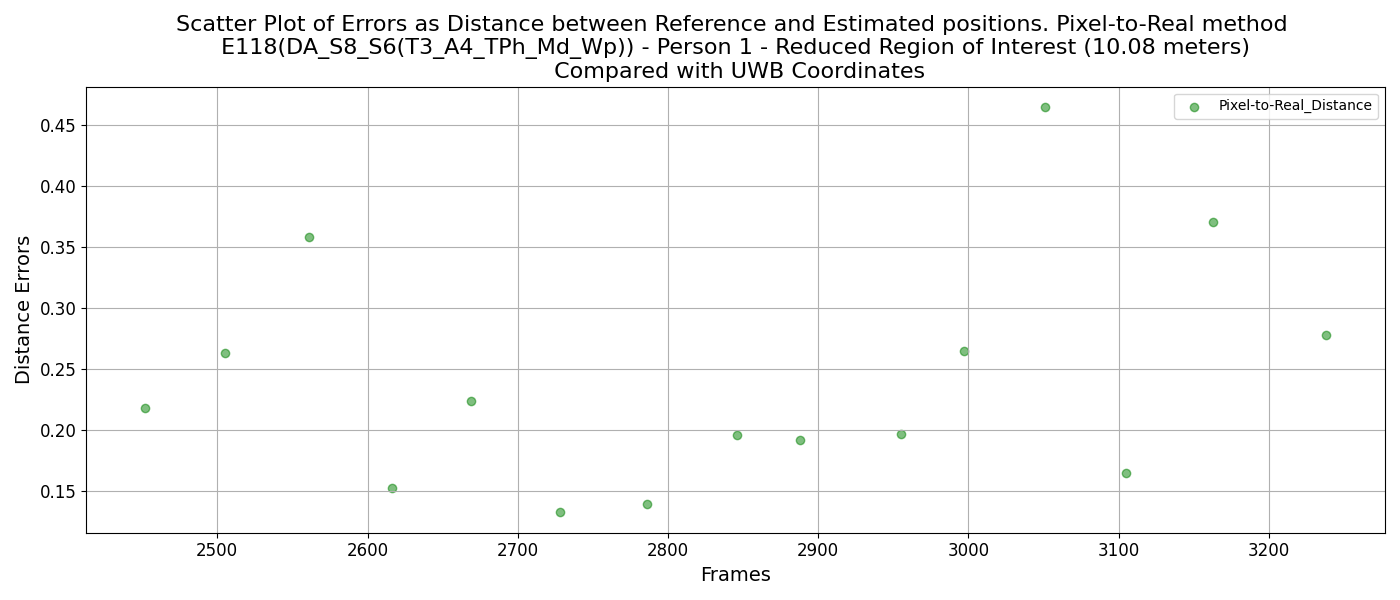 Scatter Plot of Errors as Distance between Reference and Estimated positions. Pixel-to-Real method
E118(DA_S8_S6(T3_A4_TPh_Md_Wp)) - Person 1 - Reduced Region of Interest (10.08 meters)
Compared with UWB Coordinates
Pixel-to-Real_Distance
Distance Errors
0.45
0.40
0.35
0.30
0.25
0.20
0.15
2500 2600 2700 2800 2900 3000 3100 3200
Frames